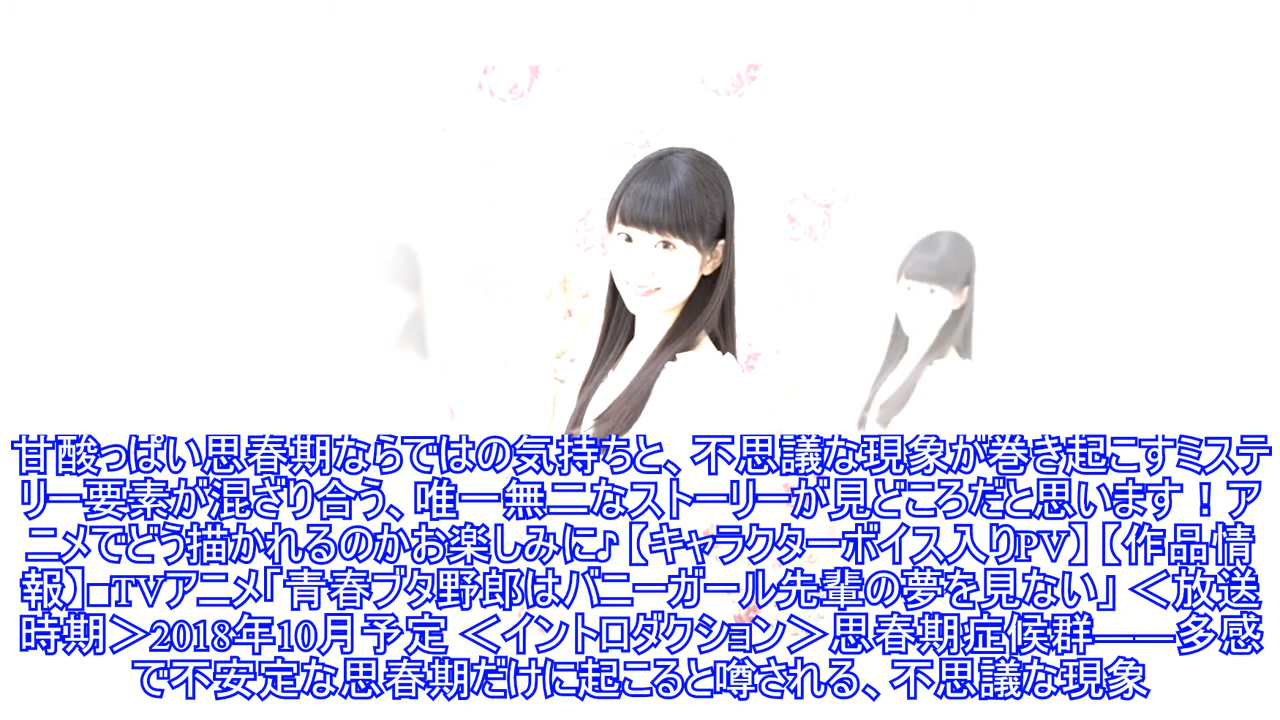 甘酸っぱい思春期ならではの気持ちと、不思議な現象が巻き起こすミステ
リー要素が混ざり合う、唯一無二なストーリーが見どころだと思います！ア
ニメでどう描かれるのかお楽しみに♪【キャラクターボイス入りPV】【作品情
報】□TVアニメ「青春ブタ野郎はバニーガール先輩の夢を見ない」＜放送
時期＞2018年10月予定 ＜イントロダクション＞思春期症候群――多感
で不安定な思春期だけに起こると噂される、不思議な現象